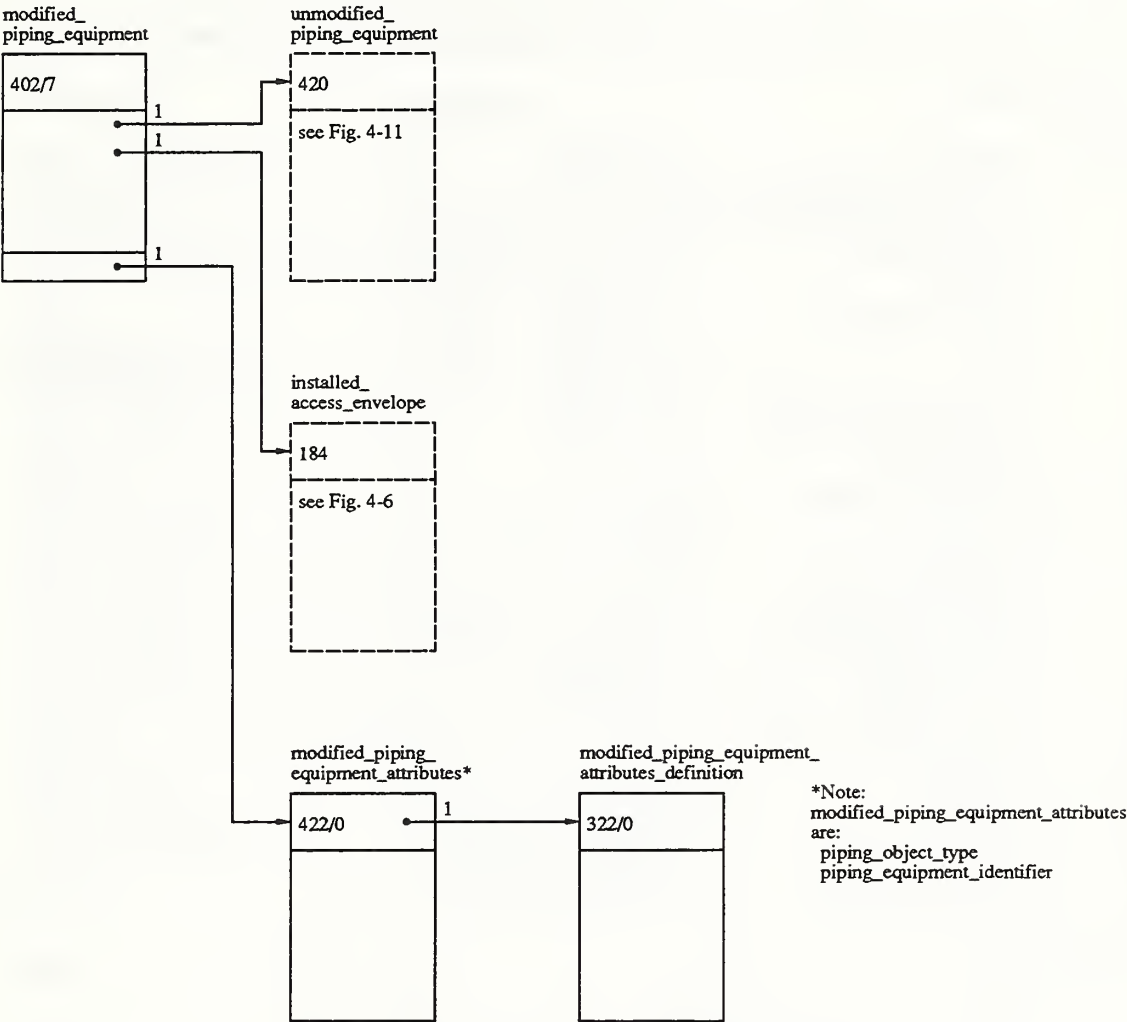 modified_
piping_equipment
402/7
1
1
1
unmodified_
piping_equipment
420
see Fig. 4-11
installed_
access_envelope
184
see Fig. 4-6
modified_piping_
equipment_attributes*
422/0
1
modified_piping_equipment_
attributes_definition
322/0
*Note:
modified_piping_equipment_attributes
are:
piping_object_type
piping_equipment_identifier